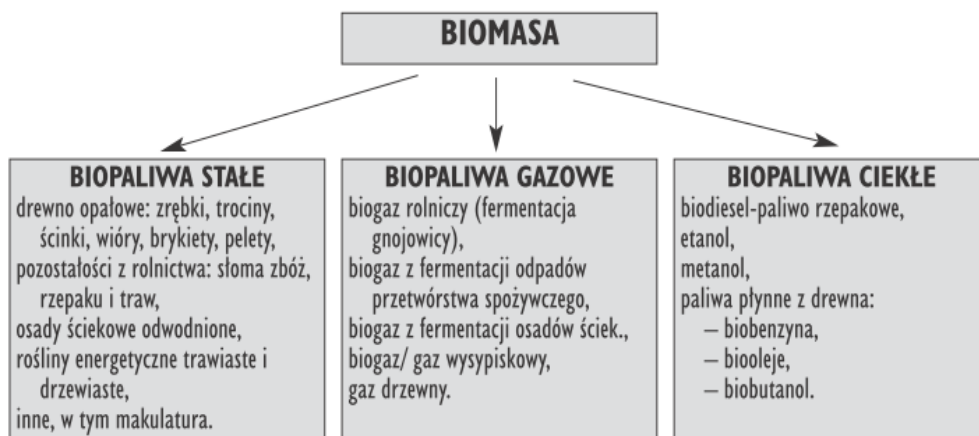 BIOMASA
BIOPALIWA STAŁE
drewno opałowe: zrębki, trociny,
ścinki, wióry, brykiety, pelety,
pozostałości z rolnictwa: słoma zbóż,
rzepaku i traw,
osady ściekowe odwodnione,
rośliny energetyczne trawiaste i
drzewiaste,
inne, w tym makulatura.
BIOPALIWA GAZOWE
biogaz rolniczy (fermentacja
gnojowicy),
biogaz z fermentacji odpadów
przetwórstwa spożywczego,
biogaz z fermentacji osadów ściek.,
biogaz/ gaz wysypiskowy,
gaz drzewny.
BIOPALIWA CIEKŁE
biodiesel-paliwo rzepakowe,
etanol,
metanol,
paliwa płynne z drewna:
– biobenzyna,
– biooleje,
– biobutanol.